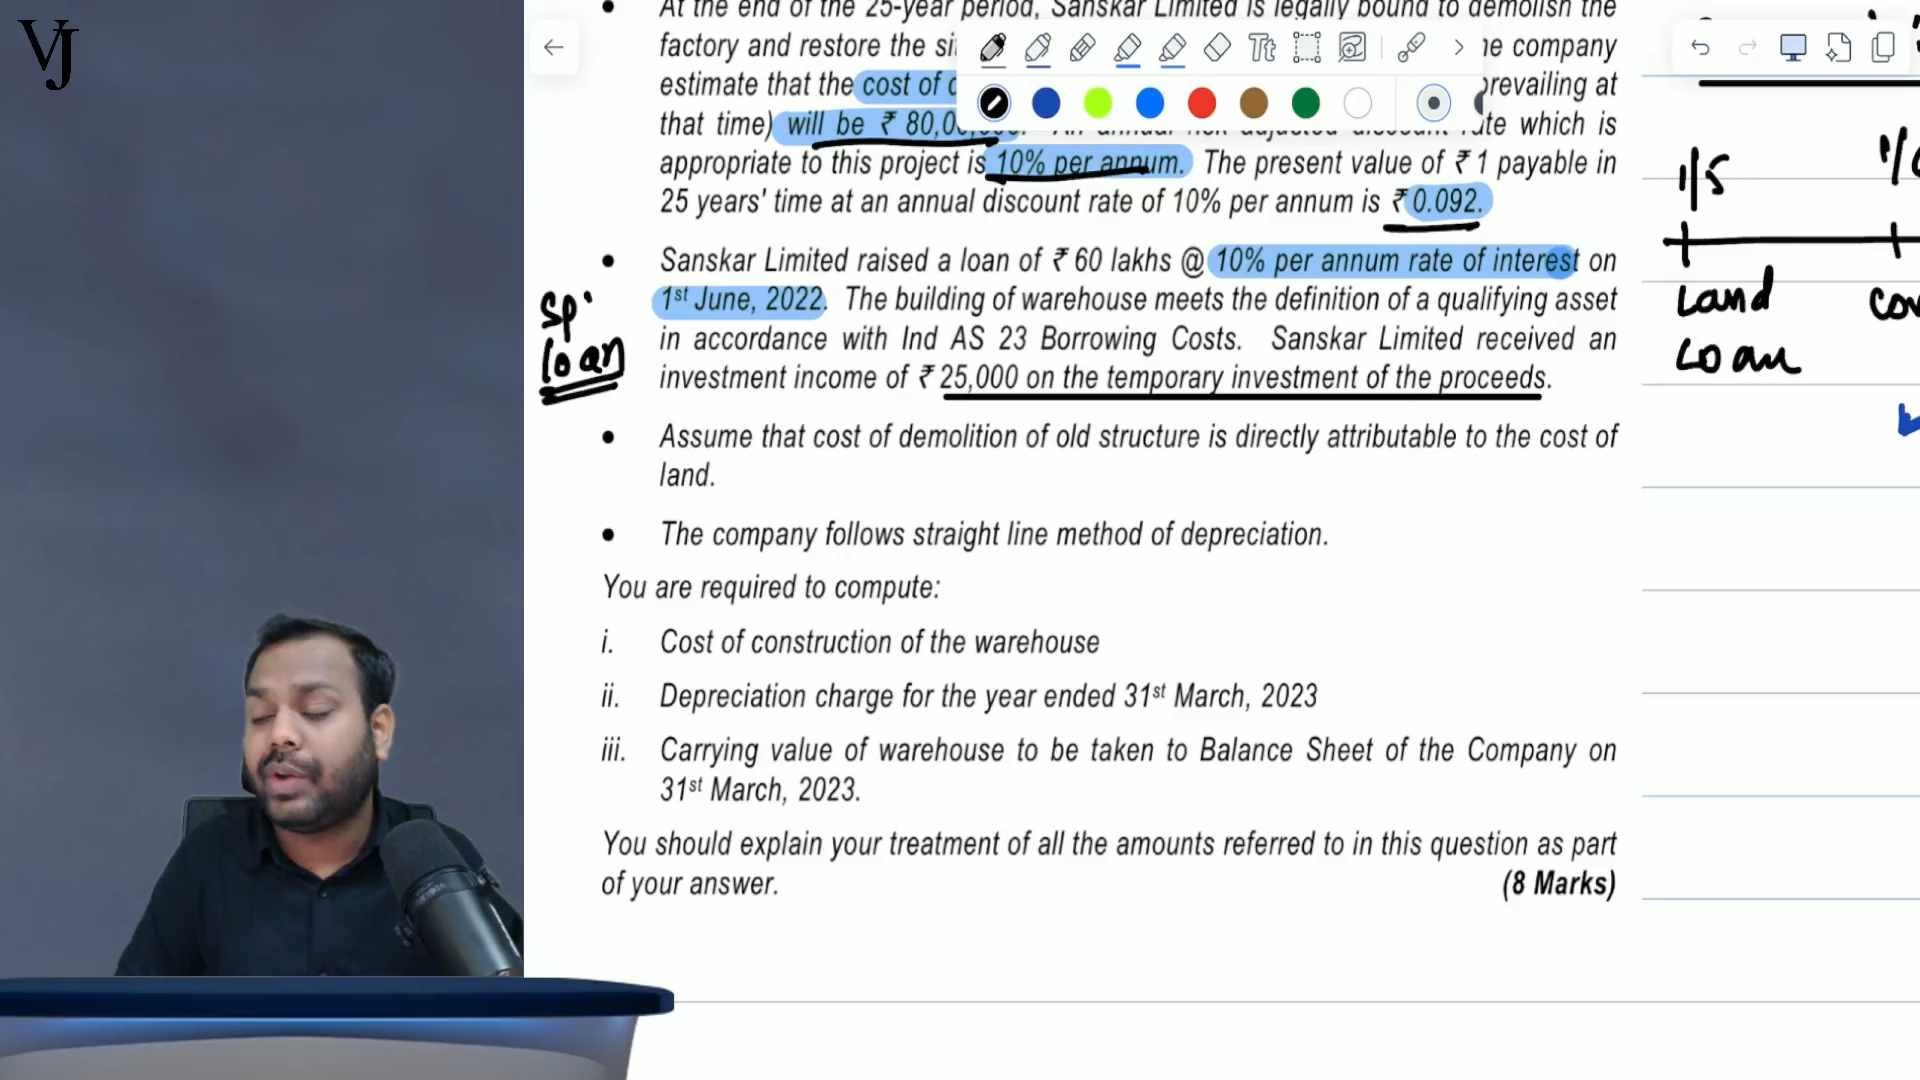 VJ
At the end of the 25-year period, Sanskar Limited is legally bound to demolish the
factory and restore the si he company
estimate that the cost of d prevailing at
that time) will be ₹ 80,00, An annual risk adjusted discount rate which is
appropriate to this project is 10% per annum. The present value of ₹ 1 payable in
25 years' time at an annual discount rate of 10% per annum is ₹ 0.092.
• Sanskar Limited raised a loan of ₹ 60 lakhs @ 10% per annum rate of interest on
1st June, 2022. The building of warehouse meets the definition of a qualifying asset
in accordance with Ind AS 23 Borrowing Costs. Sanskar Limited received an
investment income of ₹ 25,000 on the temporary investment of the proceeds.
Sp.
loan
• Assume that cost of demolition of old structure is directly attributable to the cost of
land.
• The company follows straight line method of depreciation.
You are required to compute:
i. Cost of construction of the warehouse
ii. Depreciation charge for the year ended 31st March, 2023
iii. Carrying value of warehouse to be taken to Balance Sheet of the Company on
31st March, 2023.
You should explain your treatment of all the amounts referred to in this question as part
of your answer. (8 Marks)
Tt
1/5
Land
Loan